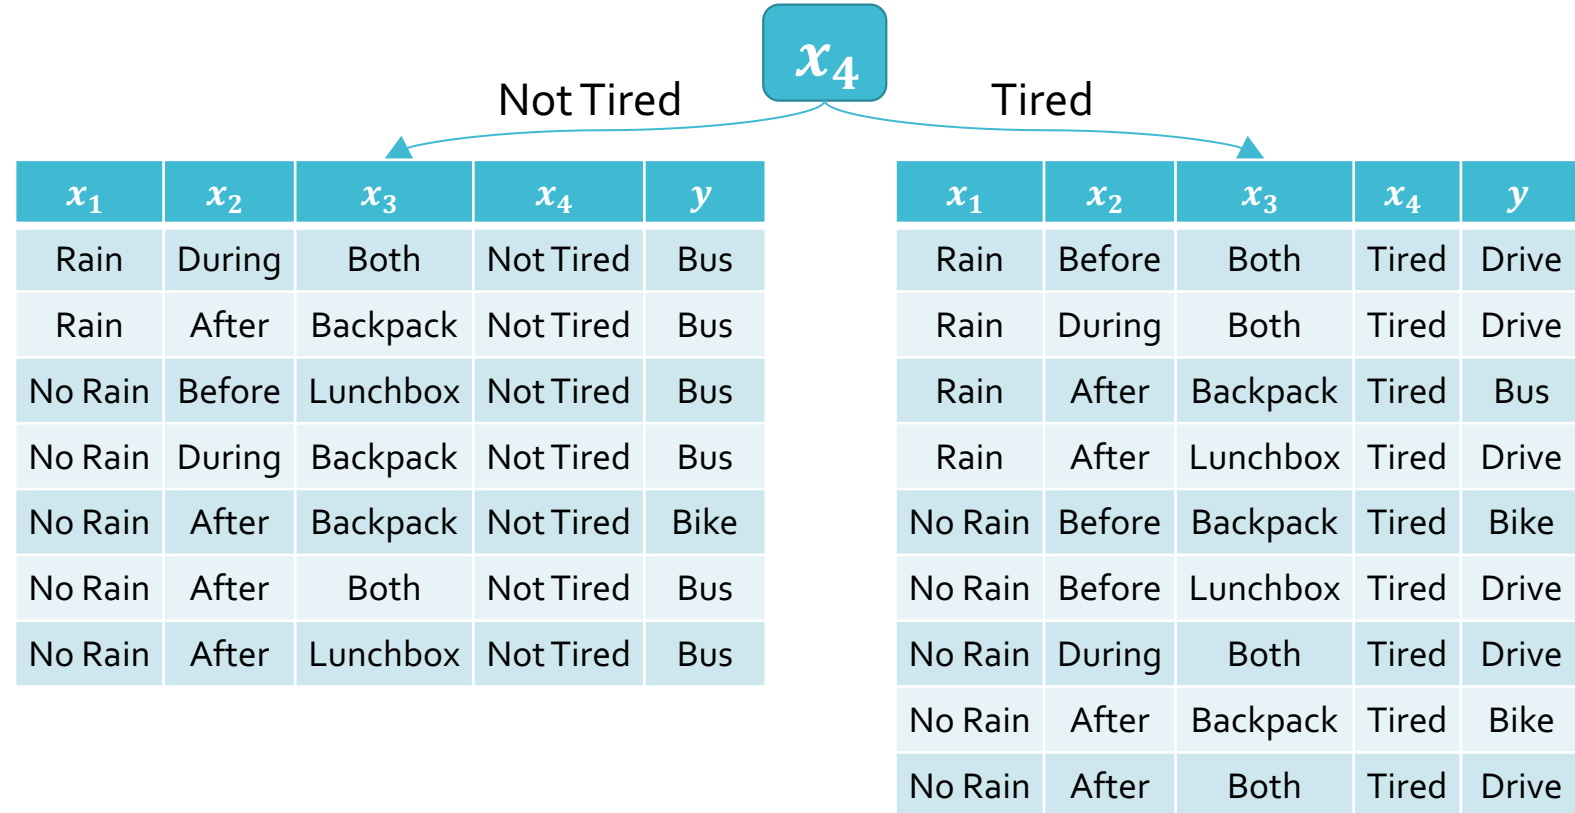 x4
Not Tired Tired
x1 x2 x3 x4 y
Rain During Both Not Tired Bus
Rain After Backpack Not Tired Bus
No Rain Before Lunchbox Not Tired Bus
No Rain During Backpack Not Tired Bus
No Rain After Backpack Not Tired Bike
No Rain After Both Not Tired Bus
No Rain After Lunchbox Not Tired Bus
x1 x2 x3 x4 y
Rain Before Both Tired Drive
Rain During Both Tired Drive
Rain After Backpack Tired Bus
Rain After Lunchbox Tired Drive
No Rain Before Backpack Tired Bike
No Rain Before Lunchbox Tired Drive
No Rain During Both Tired Drive
No Rain After Backpack Tired Bike
No Rain After Both Tired Drive